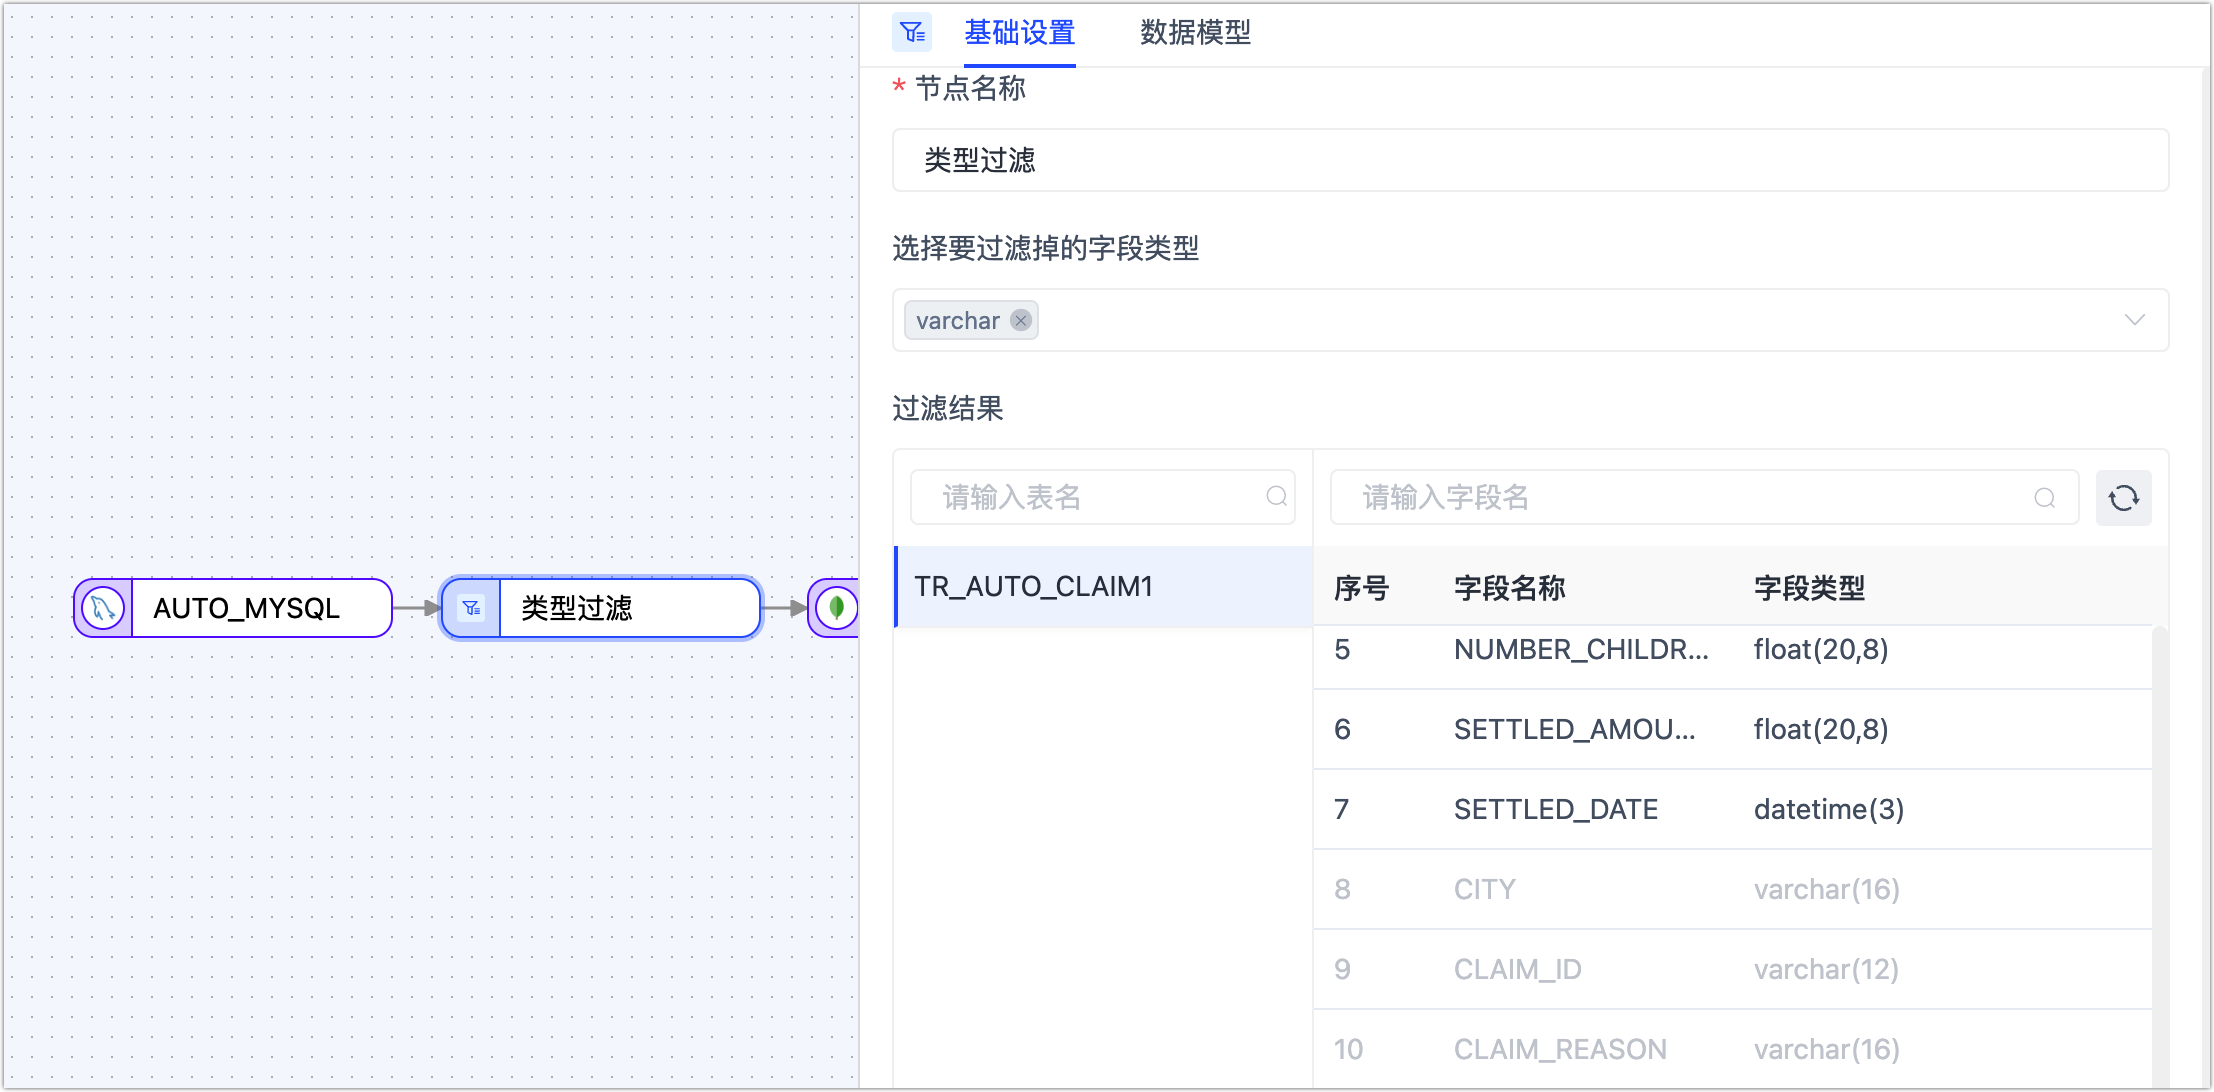 基础设置 数据模型
* 节点名称
类型过滤
选择要过滤掉的字段类型
varchar
过滤结果
请输入表名 请输入字段名
TR_AUTO_CLAIM1
序号 字段名称 字段类型
5 NUMBER_CHILDR... float(20,8)
6 SETTLED_AMOU... float(20,8)
7 SETTLED_DATE datetime(3)
8 CITY varchar(16)
9 CLAIM_ID varchar(12)
10 CLAIM_REASON varchar(16)
AUTO_MYSQL 类型过滤